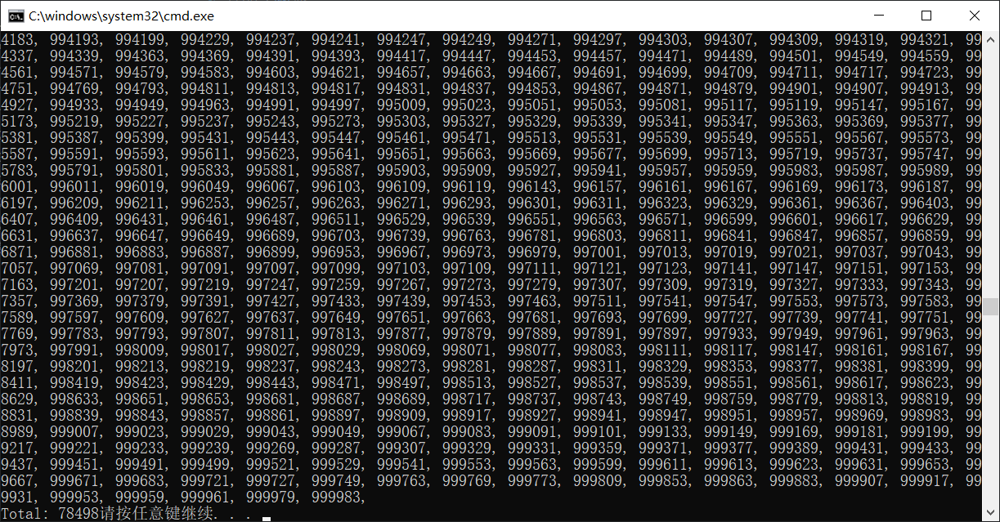 C:\windows\system32\cmd.exe
4183, 994193, 994199, 994229, 994237, 994241, 994247, 994249, 994271, 994297, 994303, 994307, 994309, 994319, 994321, 99
4337, 994339, 994363, 994369, 994391, 994393, 994417, 994447, 994453, 994457, 994471, 994489, 994501, 994549, 994559, 99
4561, 994571, 994579, 994583, 994603, 994621, 994657, 994663, 994667, 994691, 994699, 994709, 994711, 994717, 994723, 99
4751, 994769, 994793, 994811, 994813, 994817, 994831, 994837, 994853, 994867, 994871, 994879, 994901, 994907, 994913, 99
4927, 994933, 994949, 994963, 994991, 994997, 995009, 995023, 995051, 995053, 995081, 995117, 995119, 995147, 995167, 99
5173, 995219, 995227, 995237, 995243, 995273, 995303, 995327, 995329, 995339, 995341, 995347, 995363, 995369, 995377, 99
5381, 995387, 995399, 995431, 995443, 995447, 995461, 995471, 995513, 995531, 995539, 995549, 995551, 995567, 995573, 99
5587, 995591, 995593, 995611, 995623, 995641, 995651, 995663, 995669, 995677, 995699, 995713, 995719, 995737, 995747, 99
5783, 995791, 995801, 995833, 995881, 995887, 995903, 995909, 995927, 995941, 995957, 995959, 995983, 995987, 995989, 99
6001, 996011, 996019, 996049, 996067, 996103, 996109, 996119, 996143, 996157, 996161, 996167, 996169, 996173, 996187, 99
6197, 996209, 996211, 996253, 996257, 996263, 996271, 996293, 996301, 996311, 996323, 996329, 996361, 996367, 996403, 99
6407, 996409, 996431, 996461, 996487, 996511, 996529, 996539, 996551, 996563, 996571, 996599, 996601, 996617, 996629, 99
6631, 996637, 996647, 996649, 996689, 996703, 996739, 996763, 996781, 996803, 996811, 996841, 996847, 996857, 996859, 99
6871, 996881, 996883, 996887, 996899, 996953, 996967, 996973, 996979, 997001, 997013, 997019, 997021, 997037, 997043, 99
7057, 997069, 997081, 997091, 997097, 997099, 997103, 997109, 997111, 997121, 997123, 997141, 997147, 997151, 997153, 99
7163, 997201, 997207, 997219, 997247, 997259, 997267, 997273, 997279, 997307, 997309, 997319, 997327, 997333, 997343, 99
7357, 997369, 997379, 997391, 997427, 997433, 997439, 997453, 997463, 997511, 997541, 997547, 997553, 997573, 997583, 99
7589, 997597, 997609, 997627, 997637, 997649, 997651, 997663, 997681, 997693, 997699, 997727, 997739, 997741, 997751, 99
7769, 997783, 997793, 997807, 997811, 997813, 997877, 997879, 997889, 997891, 997897, 997933, 997949, 997961, 997963, 99
7973, 997991, 998009, 998017, 998027, 998029, 998069, 998071, 998077, 998083, 998111, 998117, 998147, 998161, 998167, 99
8197, 998201, 998213, 998219, 998237, 998243, 998273, 998281, 998287, 998311, 998329, 998353, 998377, 998381, 998399, 99
8411, 998419, 998423, 998429, 998443, 998471, 998497, 998513, 998527, 998537, 998539, 998551, 998561, 998617, 998623, 99
8629, 998633, 998651, 998653, 998681, 998687, 998689, 998717, 998737, 998743, 998749, 998759, 998779, 998813, 998819, 99
8831, 998839, 998843, 998857, 998861, 998897, 998909, 998917, 998927, 998941, 998947, 998951, 998957, 998969, 998983, 99
8989, 999007, 999023, 999029, 999043, 999049, 999067, 999083, 999091, 999101, 999133, 999149, 999169, 999181, 999199, 99
9217, 999221, 999233, 999239, 999269, 999287, 999307, 999329, 999331, 999359, 999371, 999377, 999389, 999431, 999433, 99
9437, 999451, 999491, 999499, 999521, 999529, 999541, 999553, 999563, 999599, 999611, 999613, 999623, 999631, 999653, 99
9667, 999671, 999683, 999721, 999727, 999749, 999763, 999769, 999773, 999809, 999853, 999863, 999883, 999907, 999917, 99
9931, 999953, 999959, 999961, 999979, 999983,
Total: 78498请按任意键继续. . .